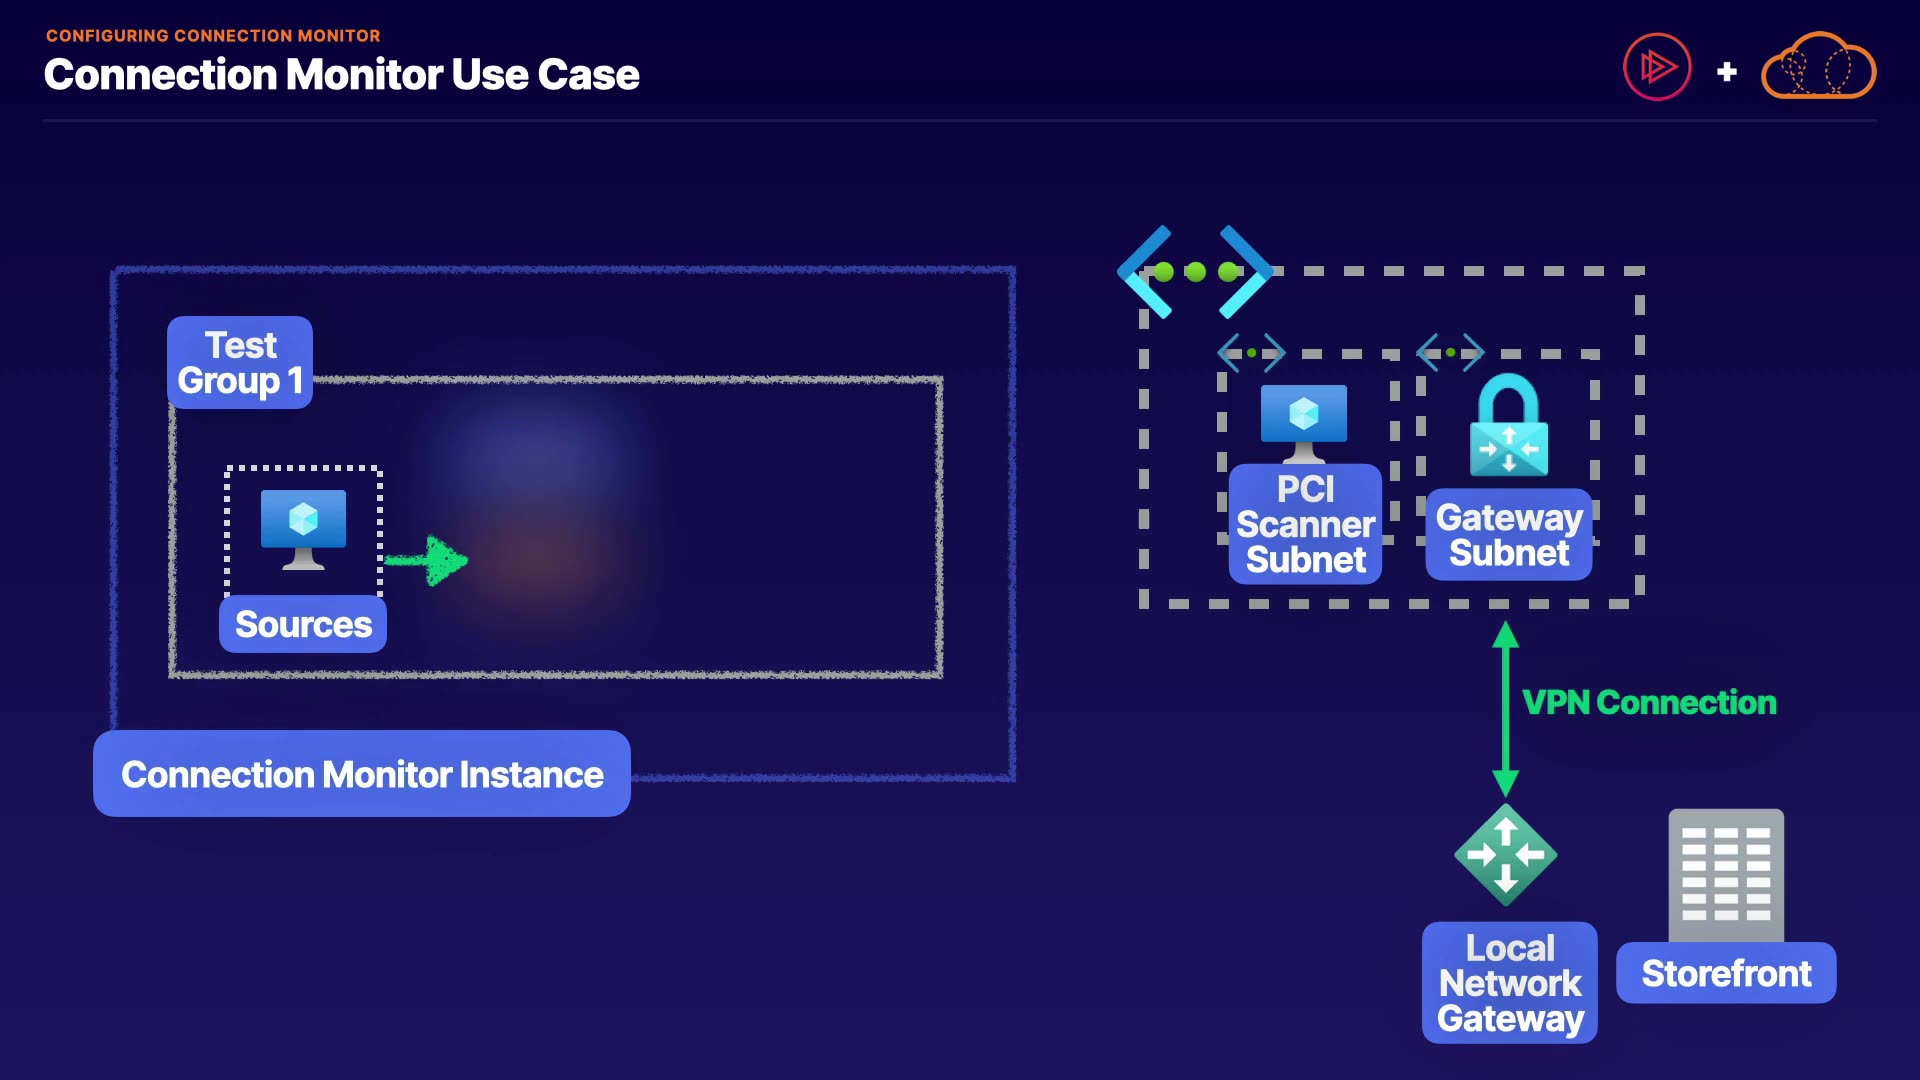 CONFIGURING CONNECTION MONITOR
Connection Monitor Use Case
Test
Group 1
Sources
Connection Monitor Instance
PCI
Scanner
Subnet
Gateway
Subnet
VPN Connection
Local
Network
Gateway
Storefront